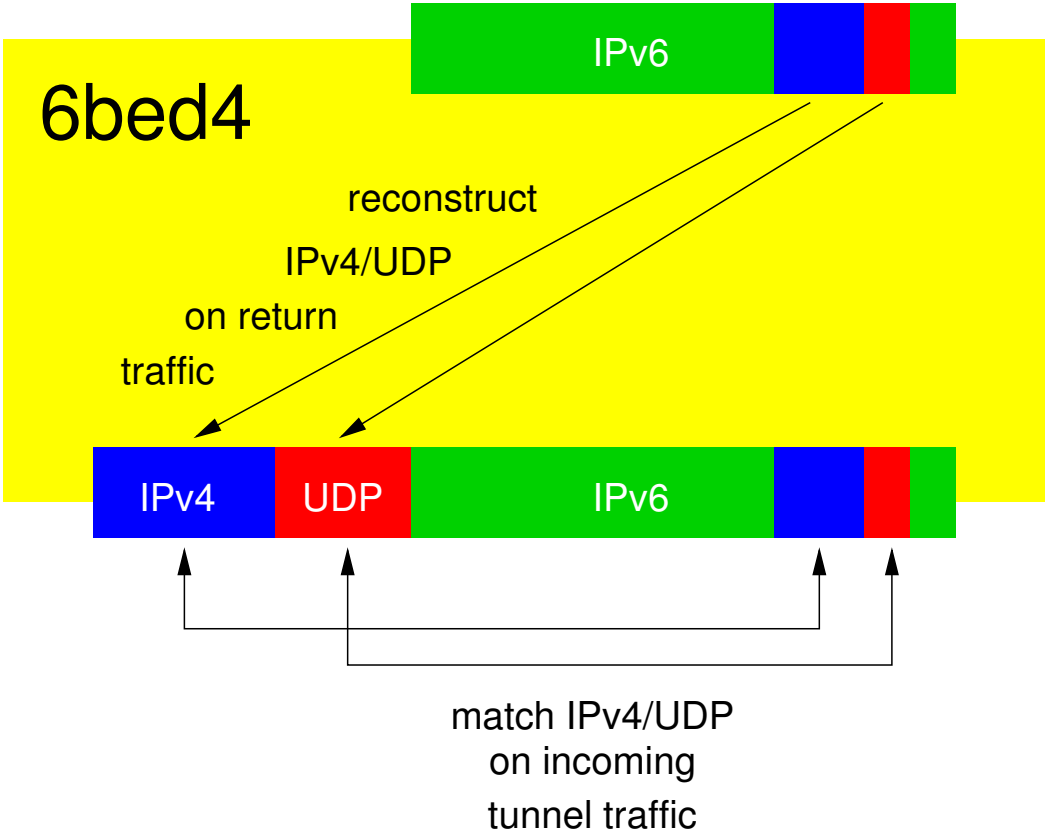 IPv6
6bed4
reconstruct
IPv4/UDP
on return
traffic
IPv4 UDP IPv6
match IPv4/UDP
on incoming
tunnel traffic